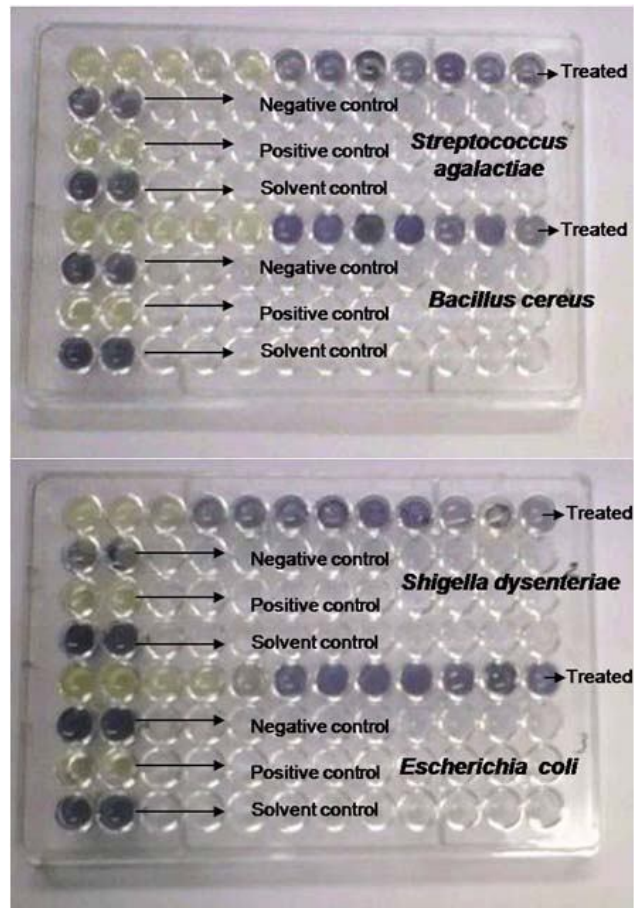 Treated
Negative control
Positive control
Streptococcus
agalactiae
Solvent control
Treated
Negative control
Bacillus cereus
Positive control
Solvent control
Treated
Negative control
Shigella dysenteriae
Positive control
Solvent control
Treated
Negative control
Positive control
Escherichia coli
Solvent control